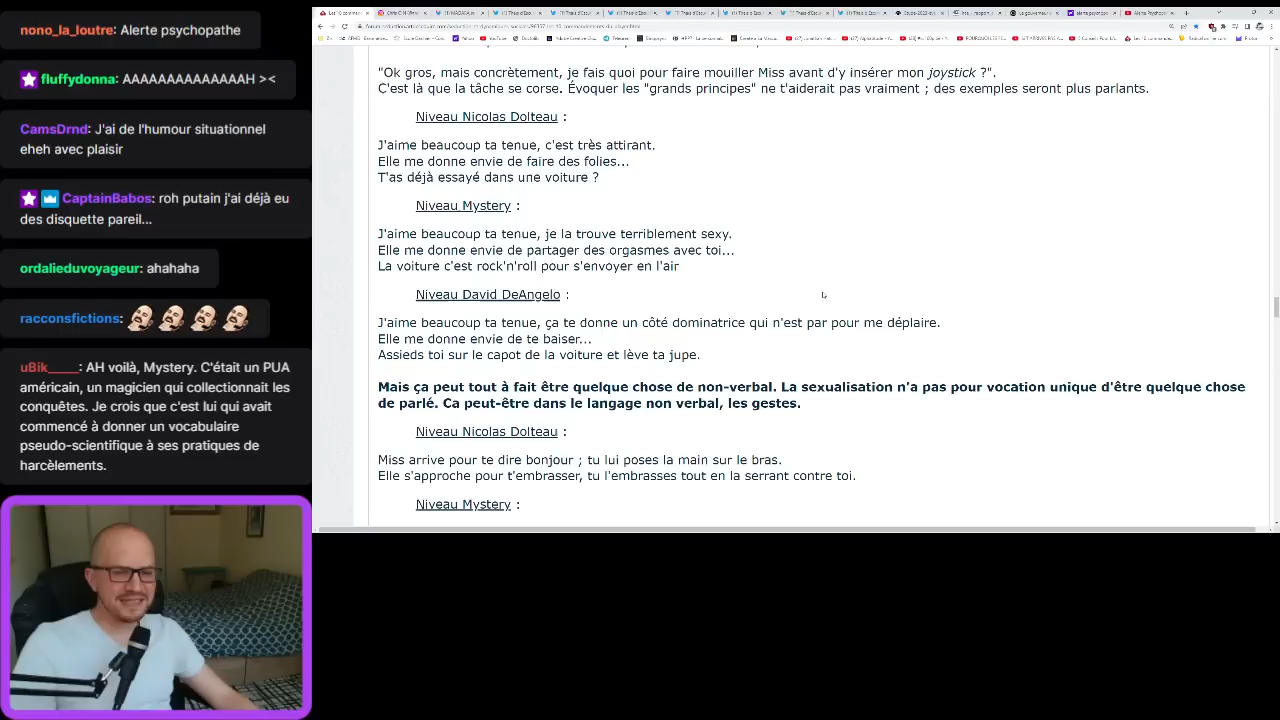 nono_la_loutre: Alerte psychpathe
fluffydonna: AAAAAAAAAAAAAAH ><
CamsDrnd: J'ai de l'humour situationnel
eheh avec plaisir
CaptainBabos: roh putain j'ai déjà eu
des disquette pareil...
ordalieduvoyageur: ahahaha
racconsfictions:
uBik_____: AH voilà, Mystery. C'était un PUA
américain, un magicien qui collectionnait les
conquêtes. Je crois que c'est lui qui avait
commencé à donner un vocabulaire
pseudo-scientifique à ses pratiques de
harcèlements.
"Ok gros, mais concrètement, je fais quoi pour faire mouiller Miss avant d'y insérer mon joystick ?".
C'est là que la tâche se corse. Évoquer les "grands principes" ne t'aiderait pas vraiment ; des exemples seront plus parlants.
Niveau Nicolas Dolteau :
J'aime beaucoup ta tenue, c'est très attirant.
Elle me donne envie de faire des folies...
T'as déjà essayé dans une voiture ?
Niveau Mystery :
J'aime beaucoup ta tenue, je la trouve terriblement sexy.
Elle me donne envie de partager des orgasmes avec toi...
La voiture c'est rock'n'roll pour s'envoyer en l'air
Niveau David DeAngelo :
J'aime beaucoup ta tenue, ça te donne un côté dominatrice qui n'est par pour me déplaire.
Elle me donne envie de te baiser...
Assieds toi sur le capot de la voiture et lève ta jupe.
Mais ça peut tout à fait être quelque chose de non-verbal. La sexualisation n'a pas pour vocation unique d'être quelque chose
de parlé. Ca peut-être dans le langage non verbal, les gestes.
Niveau Nicolas Dolteau :
Miss arrive pour te dire bonjour ; tu lui poses la main sur le bras.
Elle s'approche pour t'embrasser, tu l'embrasses tout en la serrant contre toi.
Niveau Mystery :